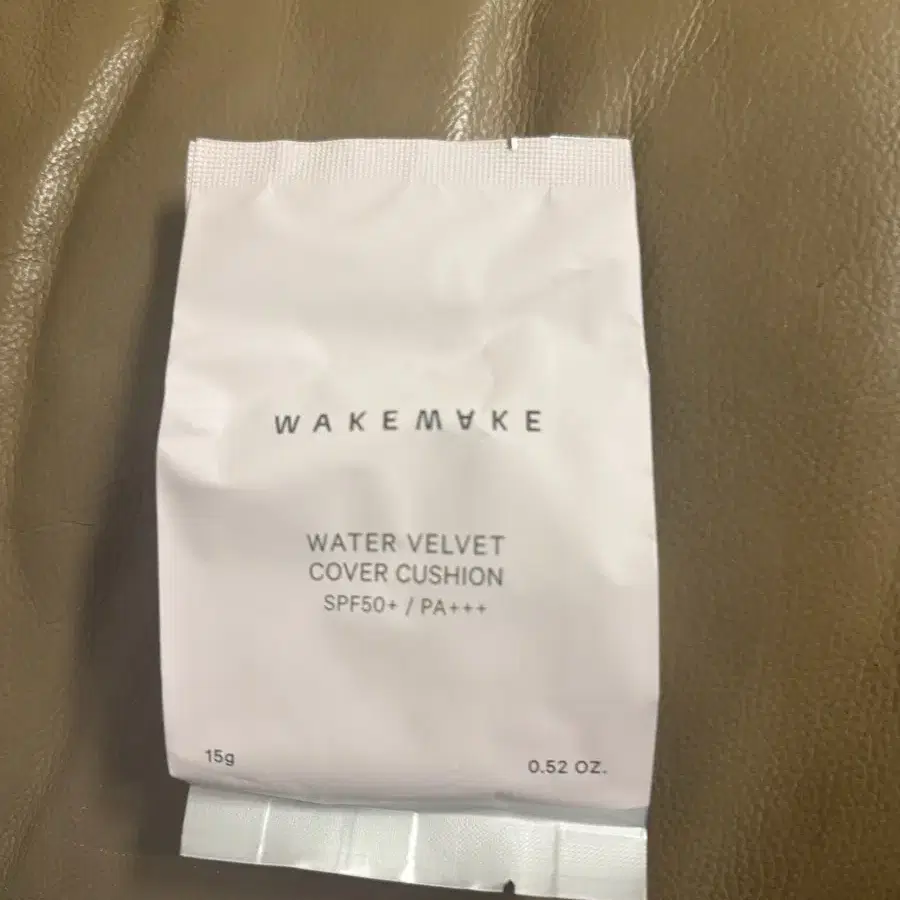 WAKEMAKE
WATER VELVET
COVER CUSHION
SPF50+ / PA+++
15g
0.52 OZ.